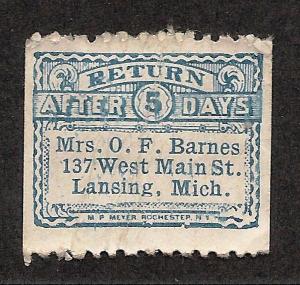 RETURN
AFTER 5 DAYS
Mrs. O. F. Barnes
137 West Main St.
Lansing, Mich.
M P MEYER ROCHESTER, N Y